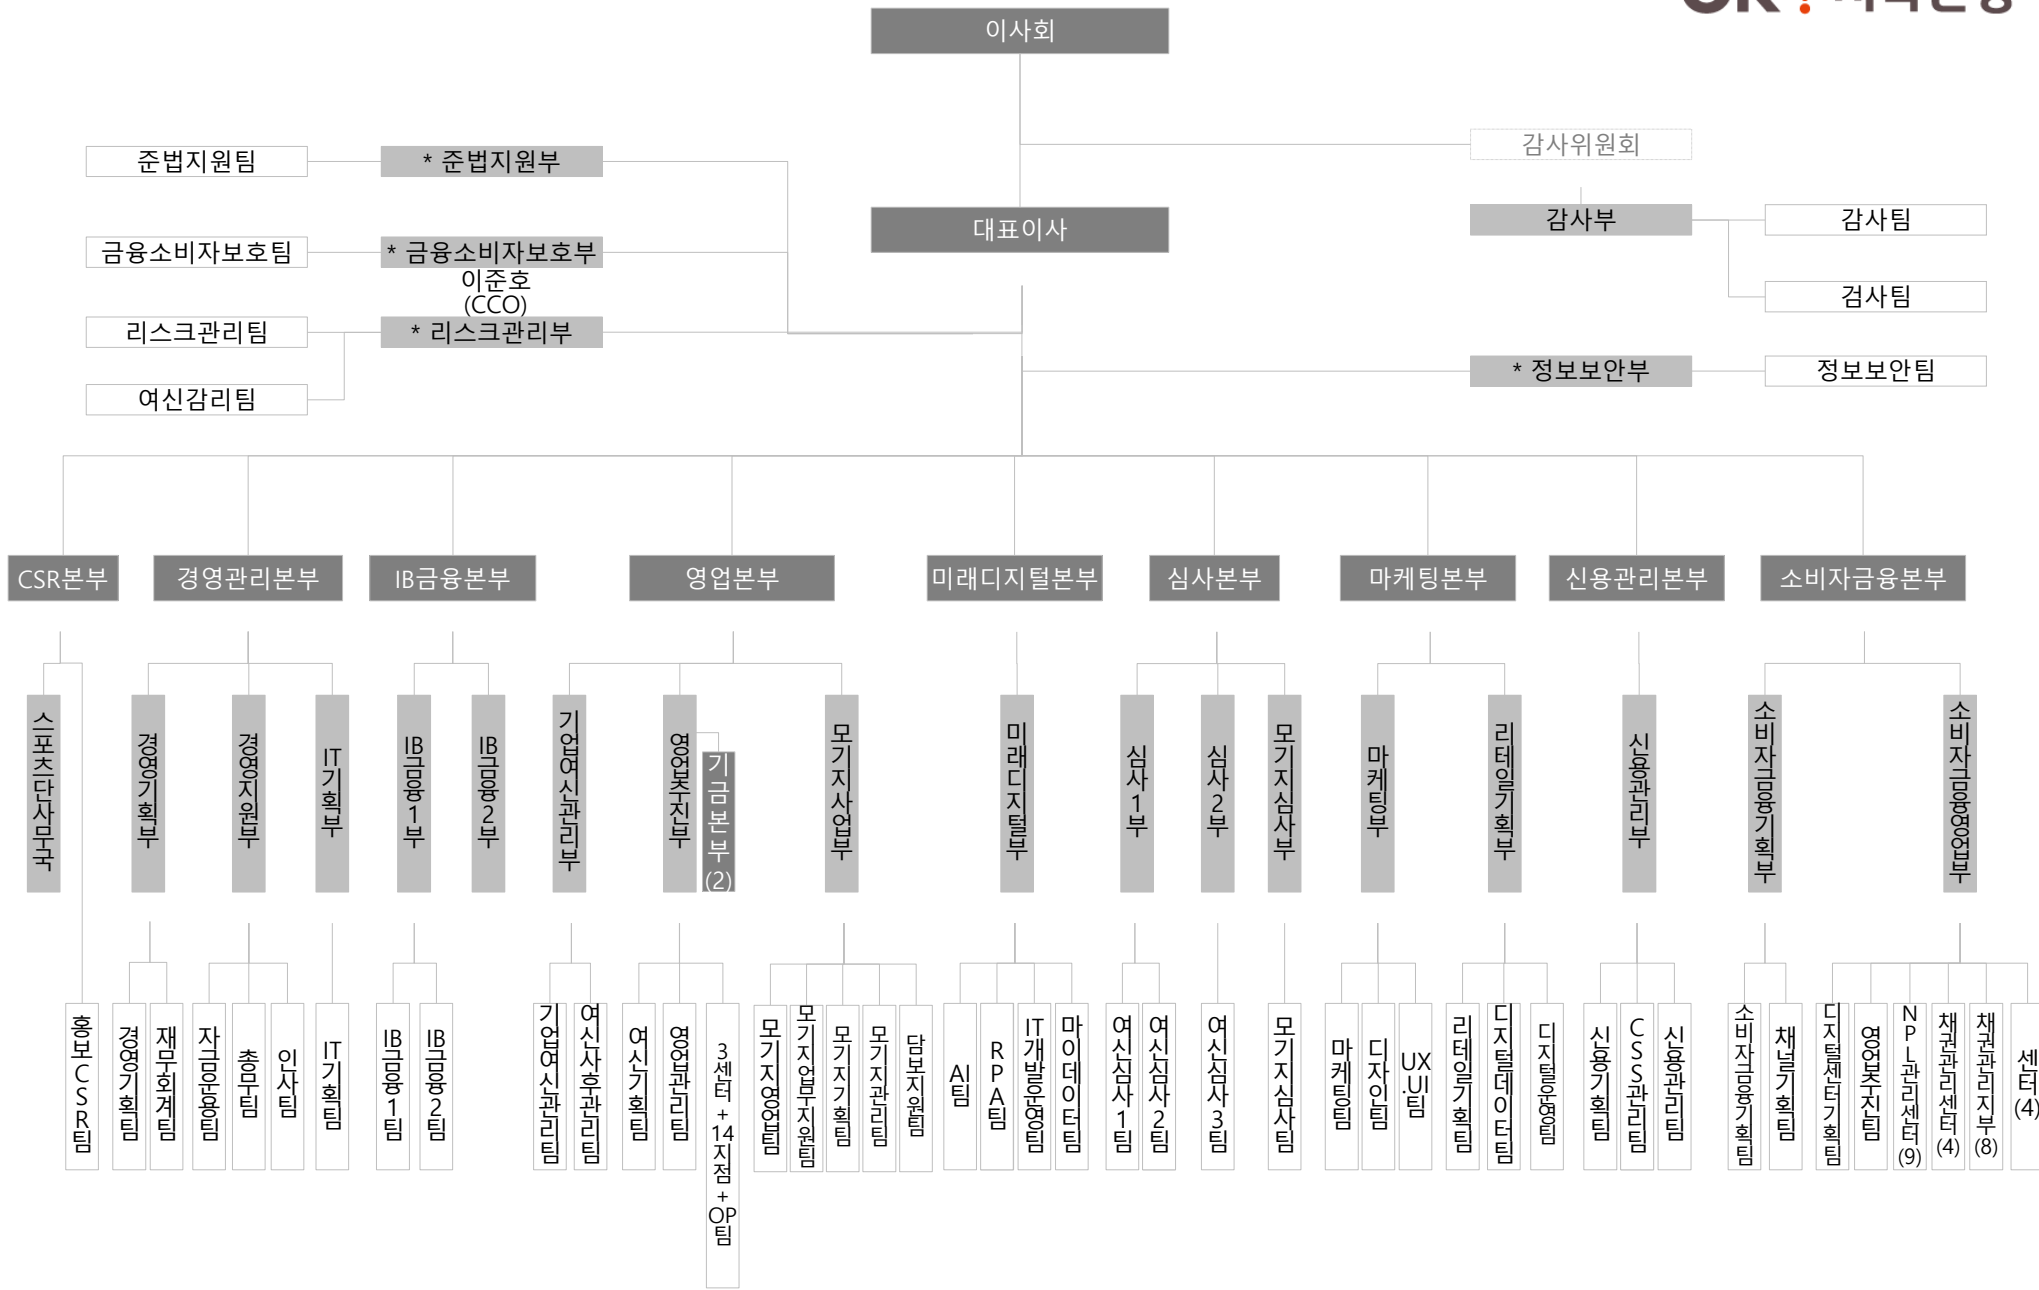 이사회
감사위원회
준법지원팀
* 준법지원부
대표이사
감사부
감사팀
금융소비자보호팀
* 금융소비자보호부
이준호
(CCO)
검사팀
리스크관리팀
* 리스크관리부
* 정보보안부
정보보안팀
여신감리팀
CSR본부
경영관리본부
IB금융본부
영업본부
미래디지털본부
심사본부
마케팅본부
신용관리본부
소비자금융본부
스포츠단사무국
경영기획부
경영지원부
IT기획부
IB금융1부
IB금융2부
기업여신관리부
영업추진부
기금본부(2)
모기지사업부
미래디지털부
심사1부
심사2부
모기지심사부
마케팅부
리테일기획부
신용관리부
소비자금융기획부
소비자금융영업부
홍보CSR팀
경영기획팀
재무회계팀
자금운용팀
총무팀
인사팀
IT기획팀
IB금융1팀
IB금융2팀
기업여신관리팀
여신사후관리팀
여신기획팀
영업관리팀
3센터+14지점+OP팀
모기지영업팀
모기지업무지원팀
모기지기획팀
모기지관리팀
담보지원팀
AI팀
RPA팀
IT개발운영팀
마이데이터팀
여신심사1팀
여신심사2팀
여신심사3팀
모기지심사팀
마케팅팀
디자인팀
UX.UI팀
리테일기획팀
디지털데이터팀
디지털운영팀
신용기획팀
CSS관리팀
신용관리팀
소비자금융기획팀
채널기획팀
디지털센터기획팀
영업추진팀
NPL관리센터(9)
채권관리센터(4)
채권관리지부(8)
센터(4)